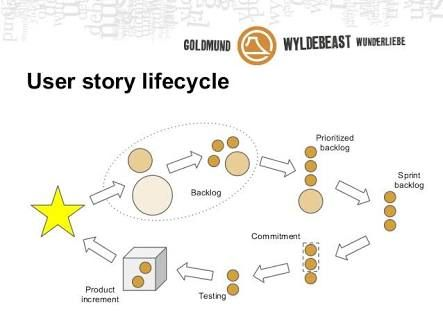 GOLDMUND WYLDEBEAST WUNDERLIEBE
User story lifecycle
Prioritized
backlog
Sprint
backlog
Backlog
Commitment
Product
increment
Testing